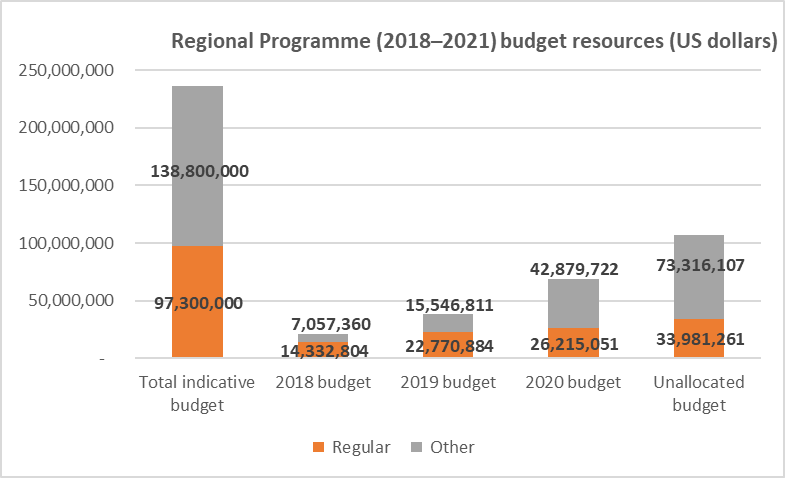 Regional Programme (2018–2021) budget resources (US dollars)
250,000,000
200,000,000
150,000,000
100,000,000
50,000,000
-
138,800,000
97,300,000
7,057,360
14,332,804
15,546,811
22,770,884
42,879,722
26,215,051
73,316,107
33,981,261
Total indicative
budget
2018 budget
2019 budget
2020 budget
Unallocated
budget
Regular
Other